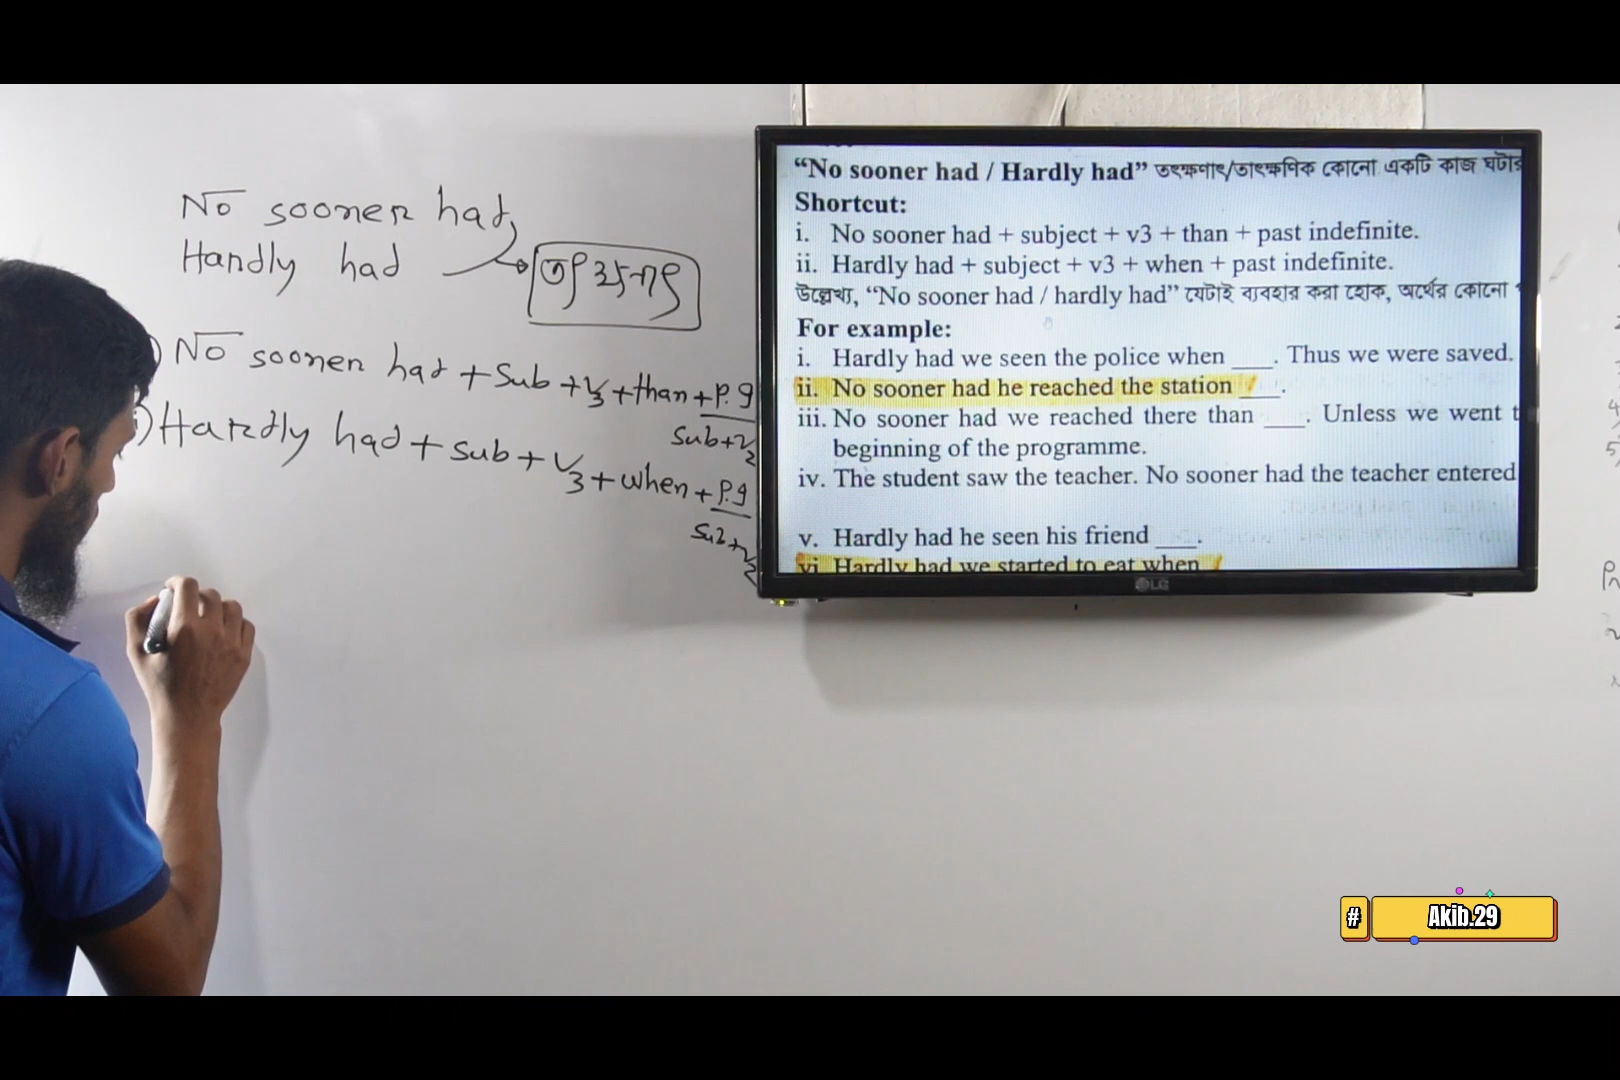 No sooner had
Hardly had
তৎক্ষনাৎ
No sooner had + Sub + V3 + than + P.I
Sub + V2
Hardly had + sub + V3 + when + P.I
Sub + V2
“No sooner had / Hardly had” তৎক্ষণাৎ/তাৎক্ষণিক কোনো একটি কাজ ঘটার
Shortcut:
i. No sooner had + subject + v3 + than + past indefinite.
ii. Hardly had + subject + v3 + when + past indefinite.
উল্লেখ্য, “No sooner had / hardly had” যেটাই ব্যবহার করা হোক, অর্থের কোনো
For example:
i. Hardly had we seen the police when ____. Thus we were saved.
ii. No sooner had he reached the station ____.
iii. No sooner had we reached there than ____. Unless we went t
beginning of the programme.
iv. The student saw the teacher. No sooner had the teacher entered
v. Hardly had he seen his friend ____.
vi. Hardly had we started to eat when
LG
# Akib.29